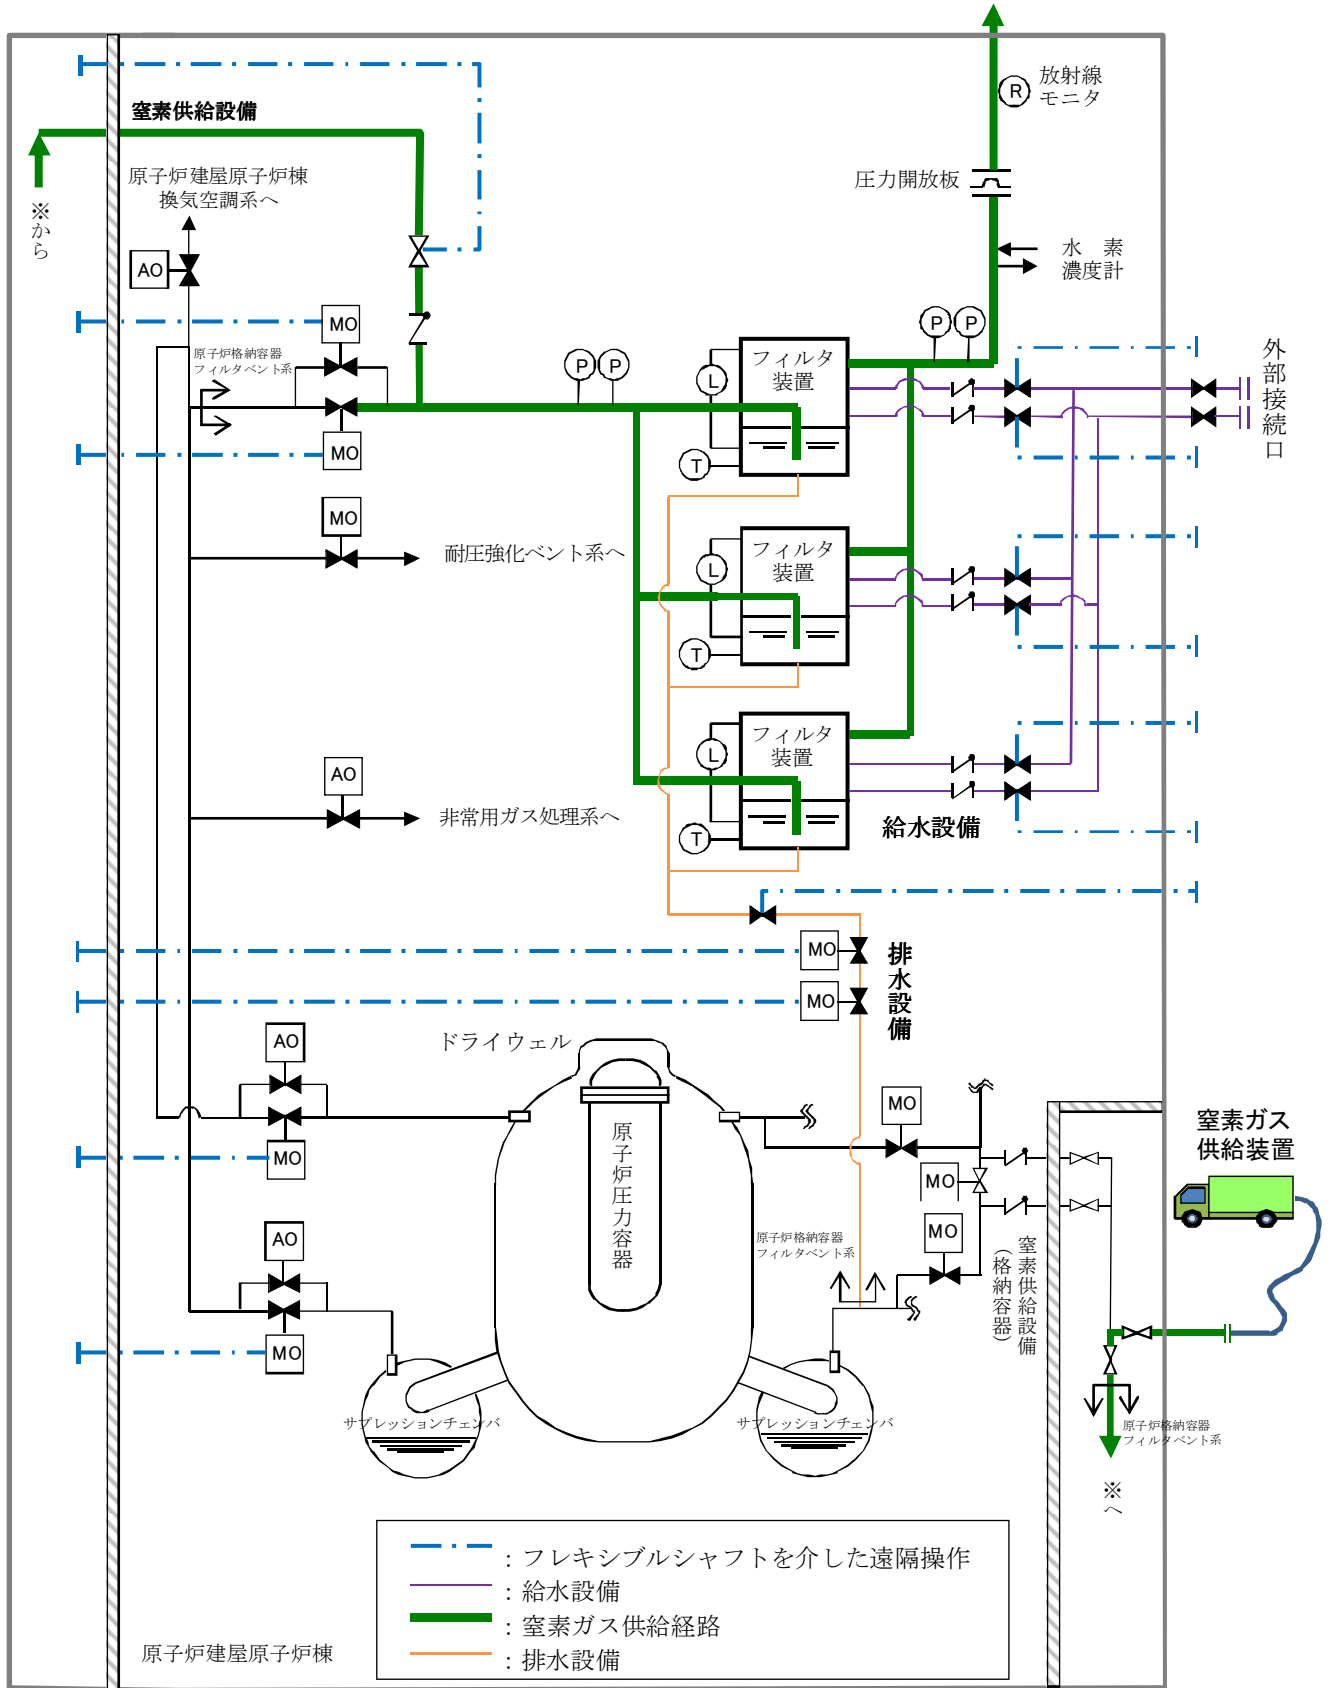 放射線
モニタ
R
窒素供給設備
圧力開放板
原子炉建屋原子炉棟
換気空調系へ
※から
AO
水　素
濃度計
MO
原子炉格納容器
フィルタベント系
P
P
P
P
L
フィルタ
装置
外部接続口
MO
T
MO
耐圧強化ベント系へ
L
フィルタ
装置
T
AO
非常用ガス処理系へ
L
フィルタ
装置
T
給水設備
MO
MO
排水設備
ドライウェル
AO
MO
原子炉圧力容器
MO
MO
MO
窒素ガス
供給装置
AO
MO
原子炉格納容器
フィルタベント系
窒素供給設備
(格納容器)
サプレッションチェンバ
サプレッションチェンバ
原子炉格納容器
フィルタベント系
※へ
：フレキシブルシャフトを介した遠隔操作
：給水設備
：窒素ガス供給経路
：排水設備
原子炉建屋原子炉棟